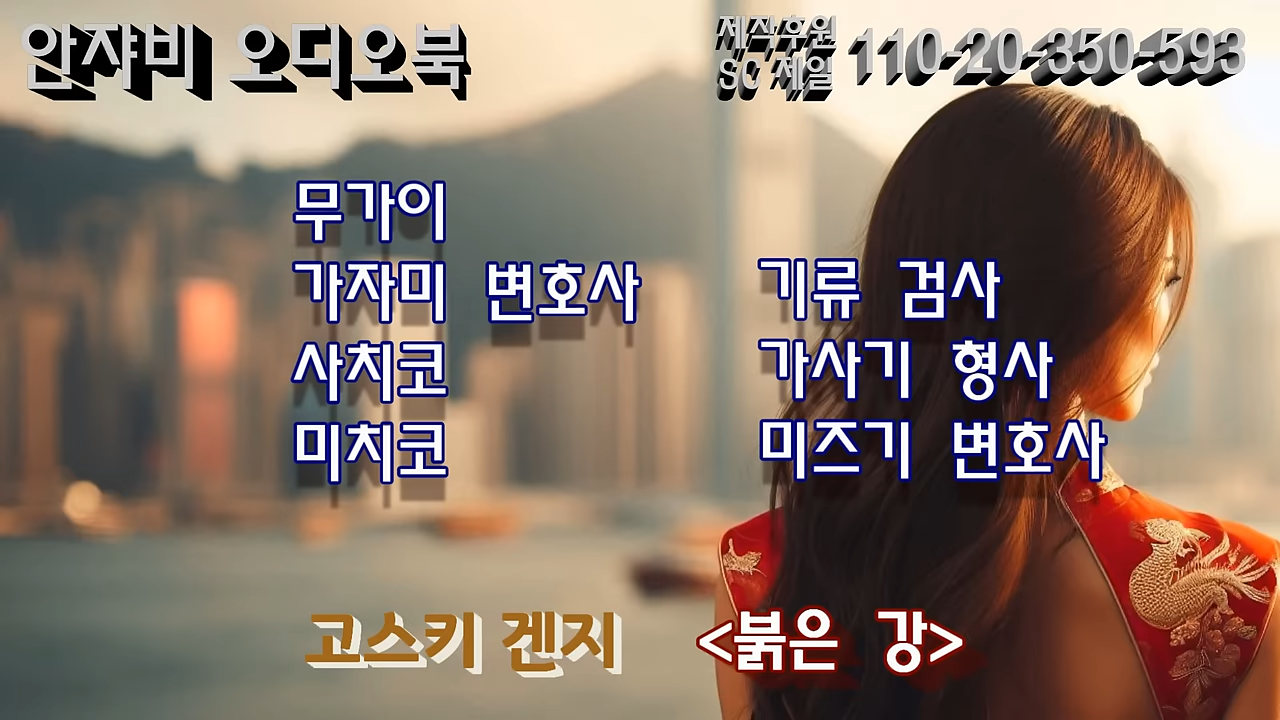 안쟈비 오디오북
제작후원
SC 제일
110-20-350-593
무가이
가자미 변호사
기류 검사
사치코
가사기 형사
미치코
미즈기 변호사
고스키 겐지
<붉은 강>